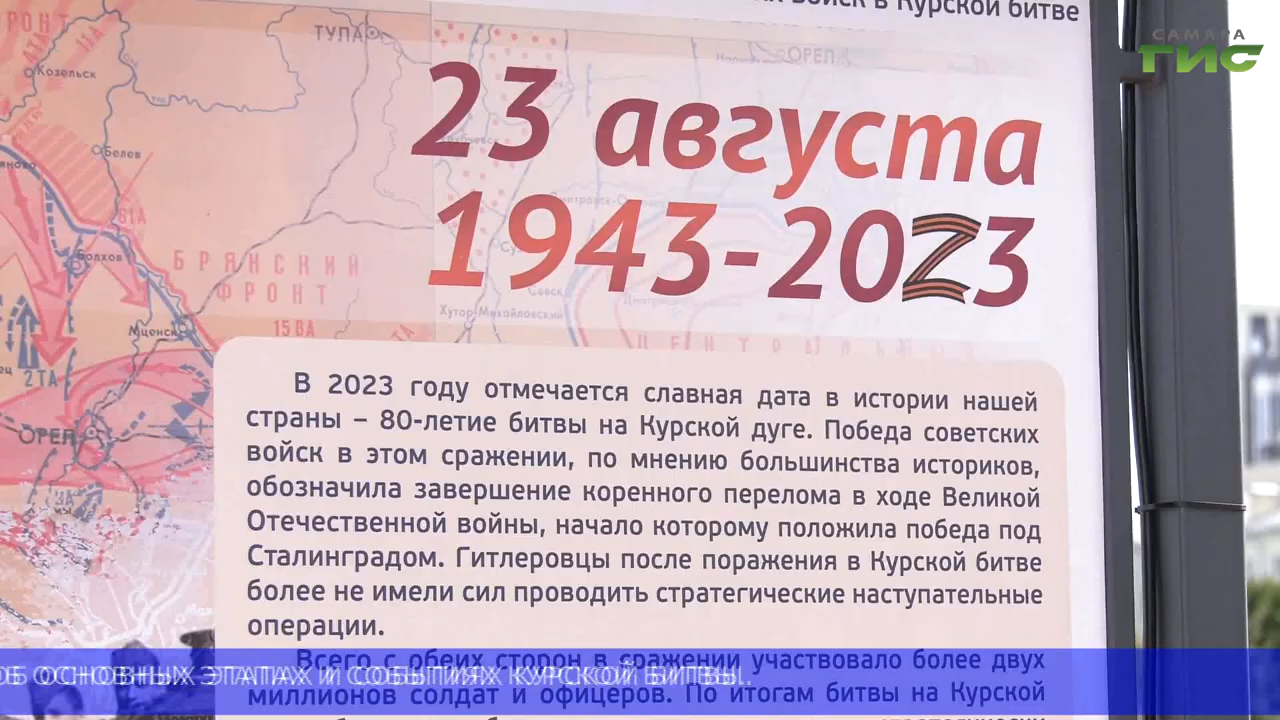 войск в Курской битве
САМАРА
ГИС
ТУЛА
ОРЕЛ
Козельск
Белев
61А
Болхов
БРЯНСКИЙ
ФРОНТ
15 ВА
Мценск
2 ТА
ОРЕЛ
Севск
Хутор-Михайловский
ЦЕНТРАЛЬНЫЙ
23 августа
1943-2023
В 2023 году отмечается славная дата в истории нашей
страны – 80-летие битвы на Курской дуге. Победа советских
войск в этом сражении, по мнению большинства историков,
обозначила завершение коренного перелома в ходе Великой
Отечественной войны, начало которому положила победа под
Сталинградом. Гитлеровцы после поражения в Курской битве
более не имели сил проводить стратегические наступательные
операции.
Всего с обеих сторон в сражении участвовало более двух
миллионов солдат и офицеров. По итогам битвы на Курской
ОБ ОСНОВНЫХ ЭТАПАХ И СОБЫТИЯХ КУРСКОЙ БИТВЫ.